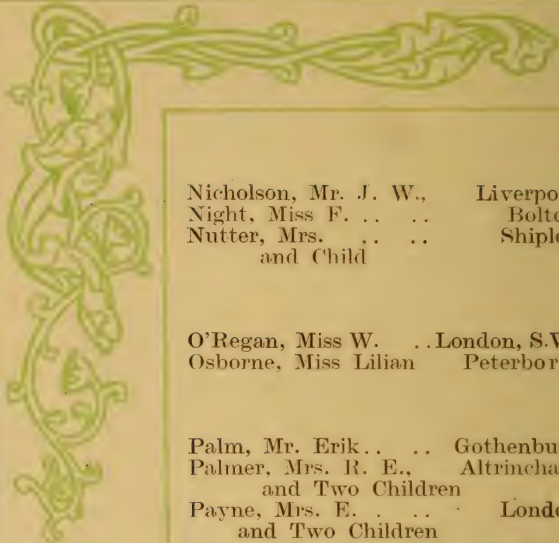 Nicholson, Mr. J. W., Liverpo
Night, Miss F. .. .. Bolto
Nutter, Mrs. .. .. Shiple
and Child
O'Regan, Miss W. .. London, S.W
Osborne, Miss Lilian Peterbor
Palm, Mr. Erik .. .. Gothenbu
Palmer, Mrs. R. E., Altrincha
and Two Children
Payne, Mrs. E. . .. Londo
and Two Children